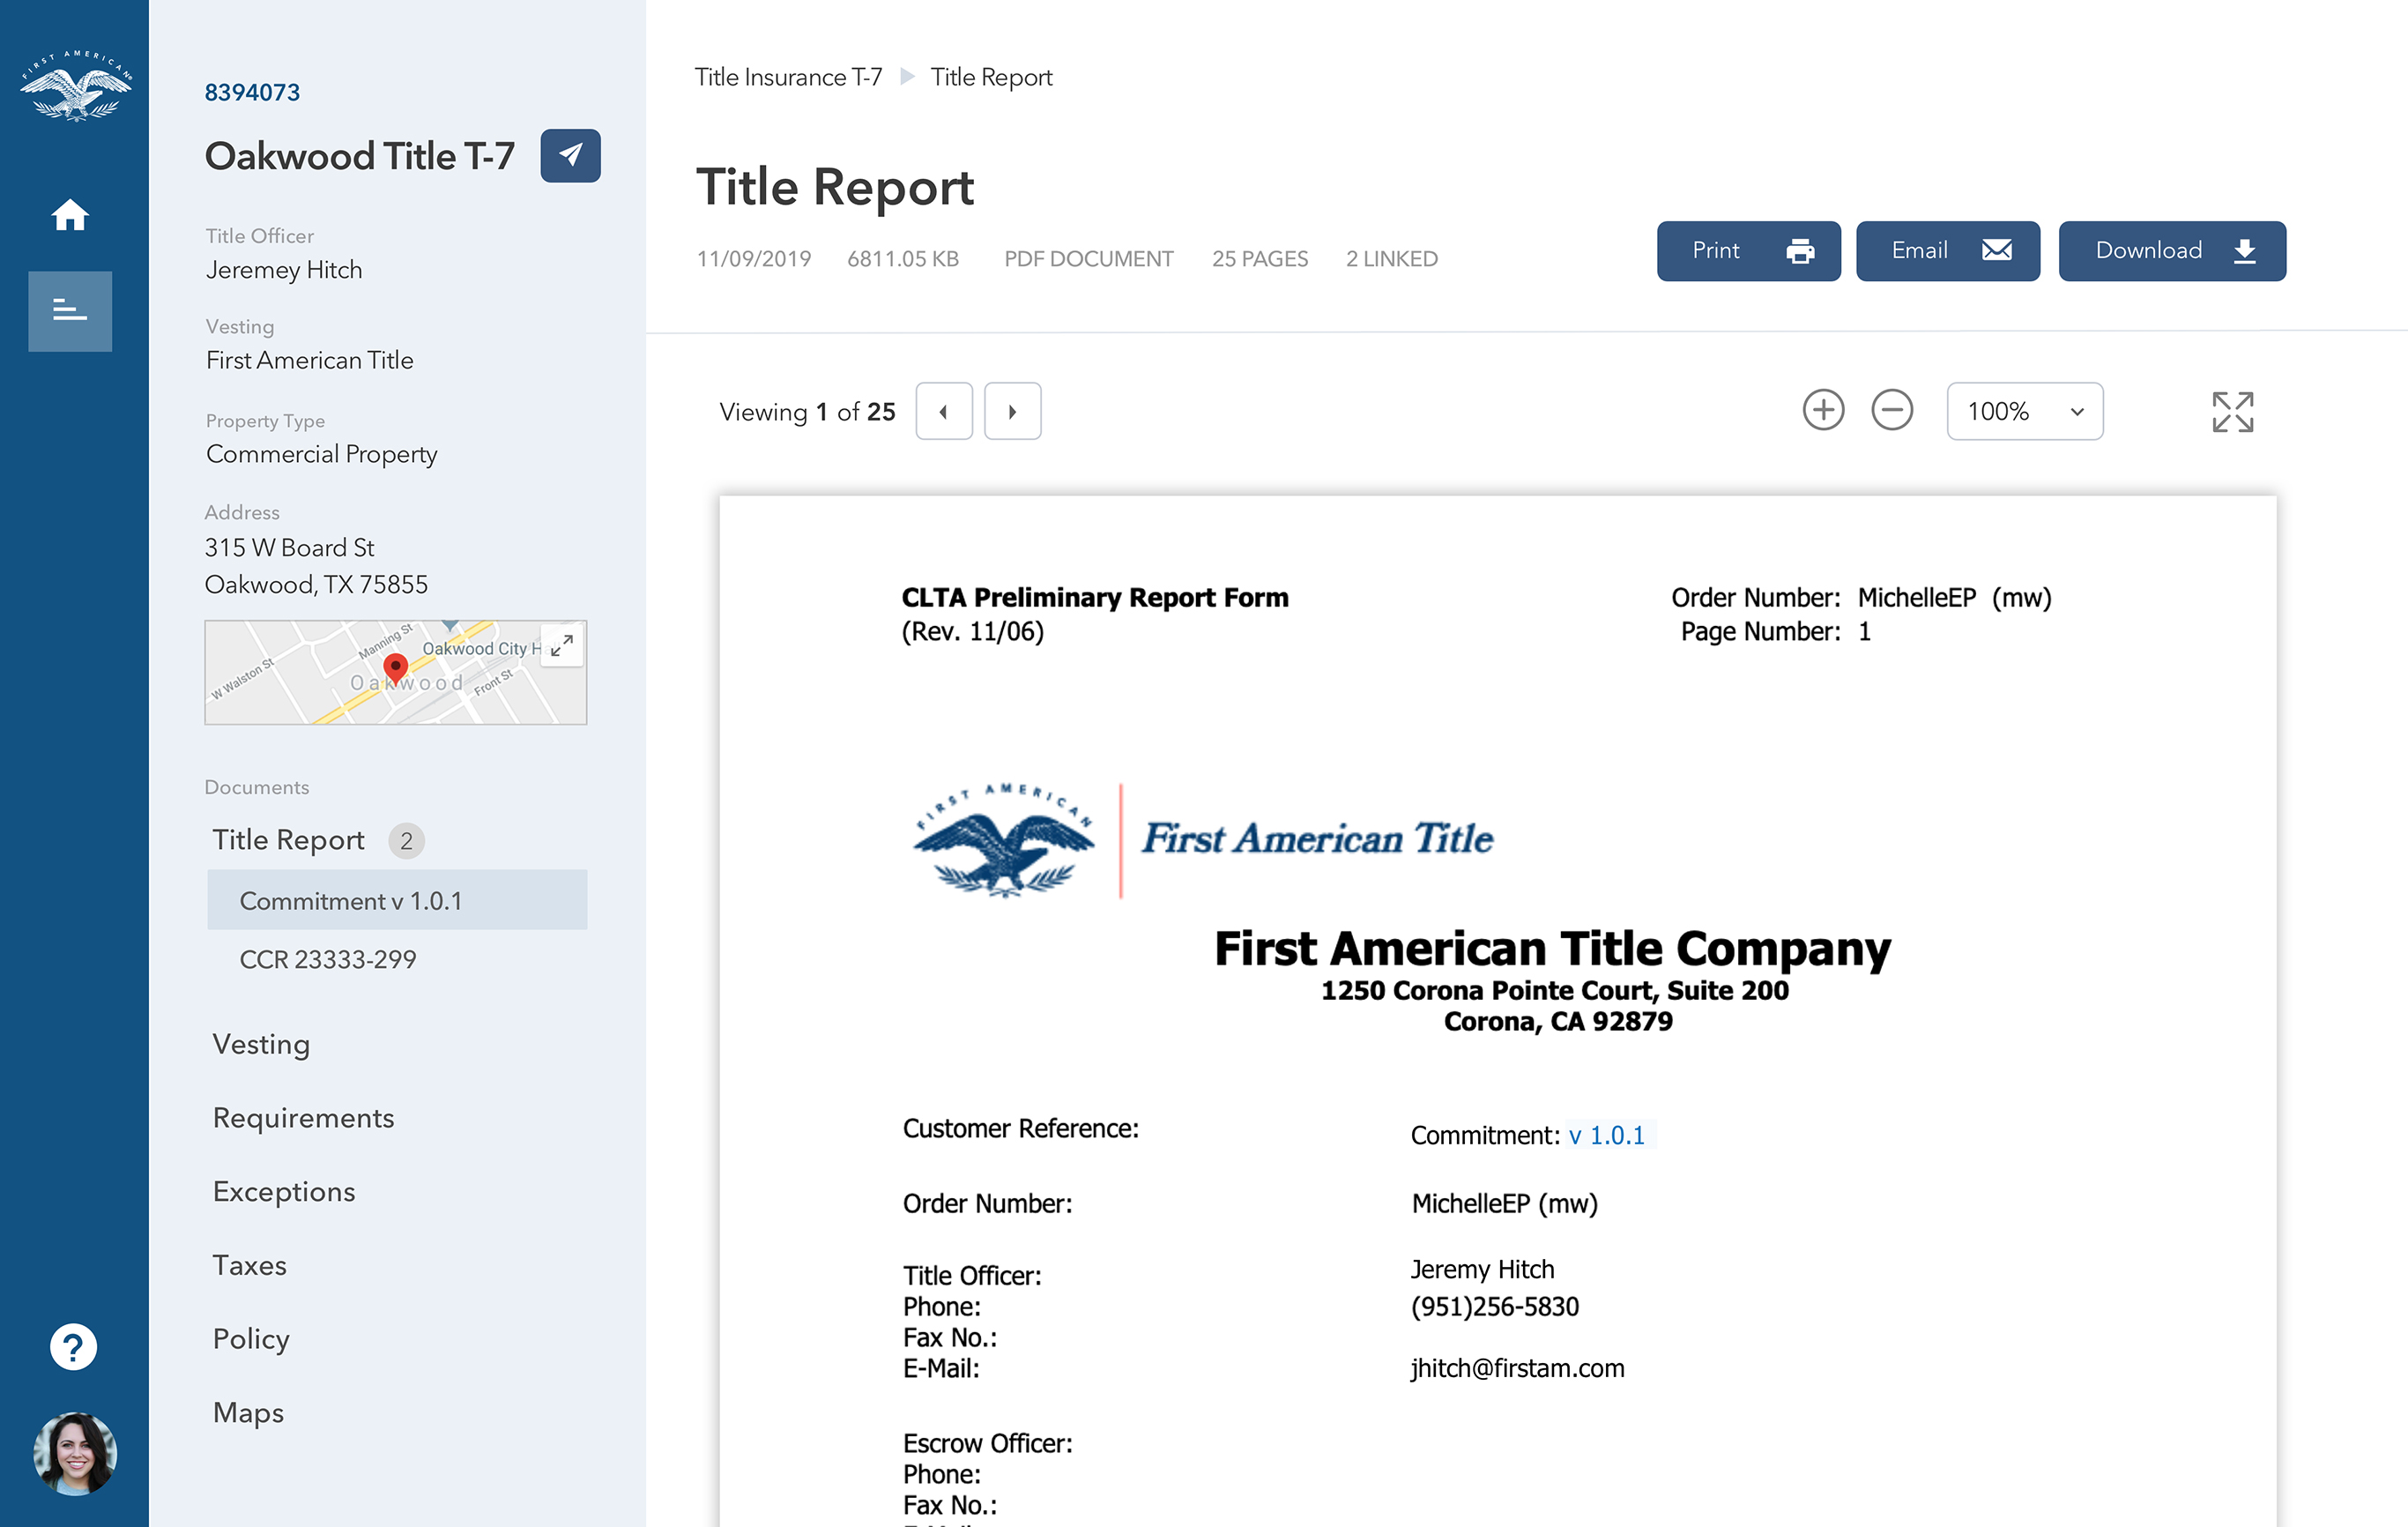 FIRST AMERICAN
8394073
Oakwood Title T-7
Title Officer
Jeremey Hitch
Vesting
First American Title
Property Type
Commercial Property
Address
315 W Board St
Oakwood, TX 75855
Manning St
Oakwood City H
W Walston St
Oakwood
Front St
Documents
Title Report 2
Commitment v 1.0.1
CCR 23333-299
Vesting
Requirements
Exceptions
Taxes
Policy
Maps
?
Title Insurance T-7 Title Report
Title Report
11/09/2019 6811.05 KB PDF DOCUMENT 25 PAGES 2 LINKED
Print Email Download
Viewing 1 of 25
100%
CLTA Preliminary Report Form
(Rev. 11/06)
Order Number: MichelleEP (mw)
Page Number: 1
FIRST AMERICAN
First American Title
First American Title Company
1250 Corona Pointe Court, Suite 200
Corona, CA 92879
Customer Reference: Commitment: v 1.0.1
Order Number: MichelleEP (mw)
Title Officer: Jeremy Hitch
Phone: (951)256-5830
Fax No.:
E-Mail: jhitch@firstam.com
Escrow Officer:
Phone:
Fax No.: